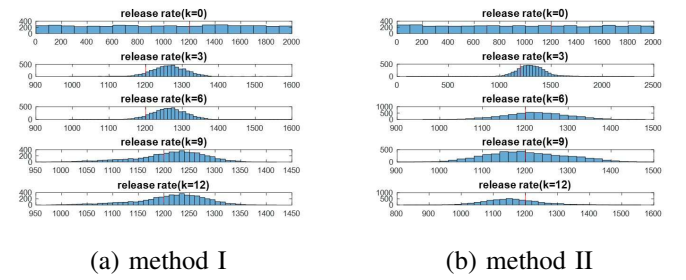 release rate(k=0)
400
200
0
0 200 400 600 800 1000 1200 1400 1600 1800 2000
release rate(k=3)
500
0
900 1000 1100 1200 1300 1400 1500 1600
release rate(k=6)
500
0
900 1000 1100 1200 1300 1400 1500 1600
release rate(k=9)
400
200
0
950 1000 1050 1100 1150 1200 1250 1300 1350 1400 1450
release rate(k=12)
400
200
0
950 1000 1050 1100 1150 1200 1250 1300 1350 1400 1450
(a) method I
release rate(k=0)
400
200
0
0 200 400 600 800 1000 1200 1400 1600 1800 2000
release rate(k=3)
500
0
0 500 1000 1500 2000 2500
release rate(k=6)
1000
500
0
900 1000 1100 1200 1300 1400 1500
release rate(k=9)
500
0
900 1000 1100 1200 1300 1400 1500
release rate(k=12)
1000
500
0
800 900 1000 1100 1200 1300 1400 1500 1600
(b) method II